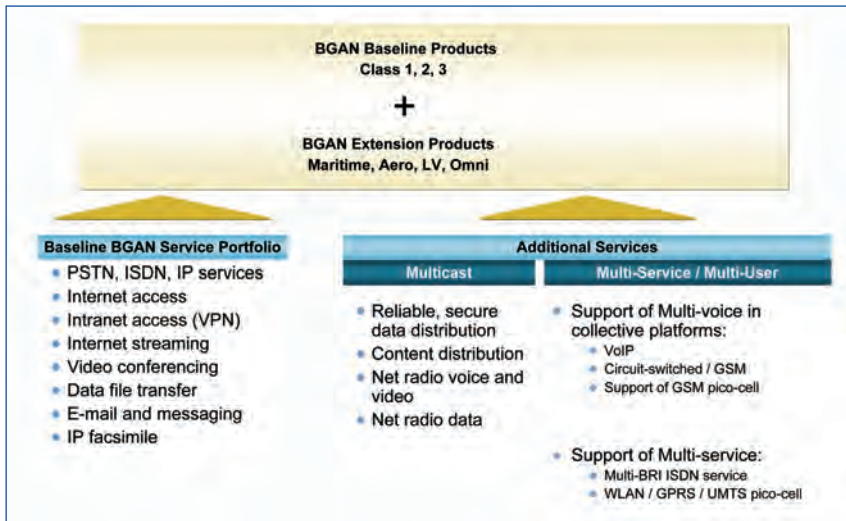 BGAN Baseline Products
Class 1, 2, 3
+
BGAN Extension Products
Maritime, Aero, LV, Omni
Baseline BGAN Service Portfolio
PSTN, ISDN, IP services
Internet access
Intranet access (VPN)
Internet streaming
Video conferencing
Data file transfer
E-mail and messaging
IP facsimile
Additional Services
Multicast
Reliable, secure
data distribution
Content distribution
Net radio voice and
video
Net radio data
Multi-Service / Multi-User
Support of Multi-voice in
collective platforms:
VoIP
Circuit-switched / GSM
Support of GSM pico-cell
Support of Multi-service:
Multi-BRI ISDN service
WLAN / GPRS / UMTS pico-cell